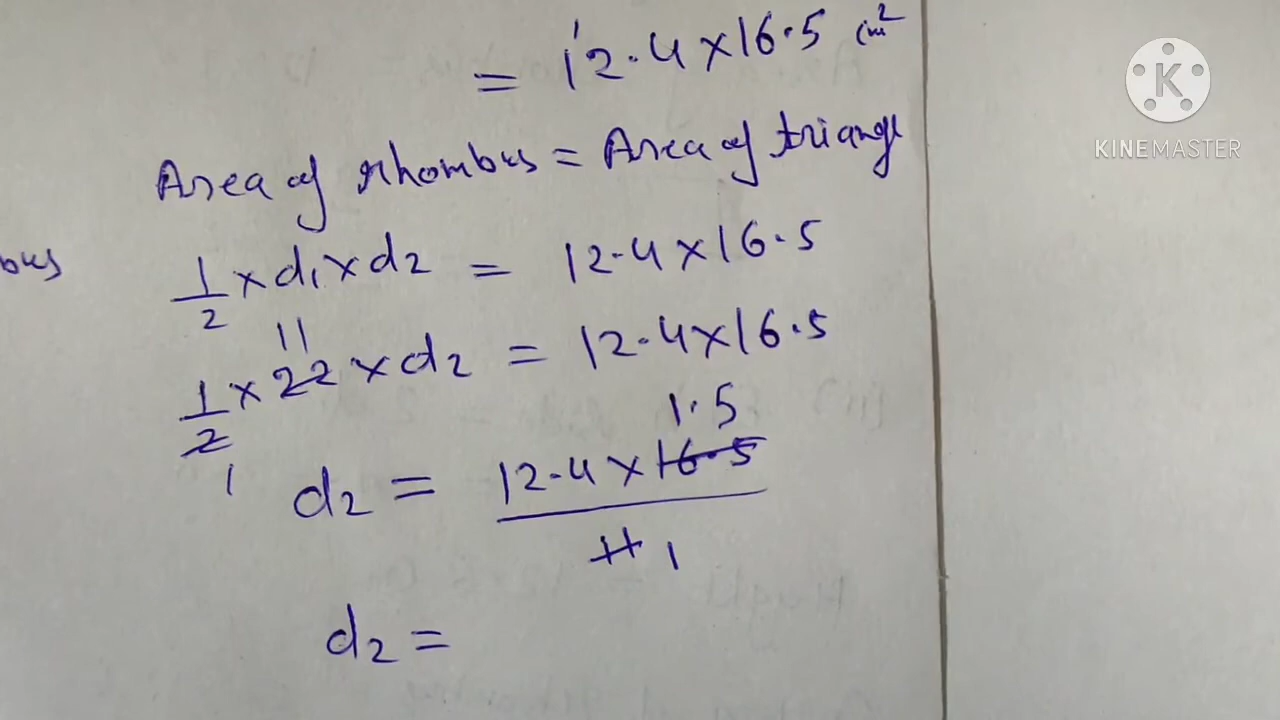 = 12.4×16.5 cm²
Area of rhombus = Area of triangl
bus
1/2 × d₁ × d₂ = 12.4×16.5
11
1/2 × 22 × d₂ = 12.4×16.5
1
1.5
d₂ = 12.4×16.5 / 11
1
d₂ =
K
KINEMASTER